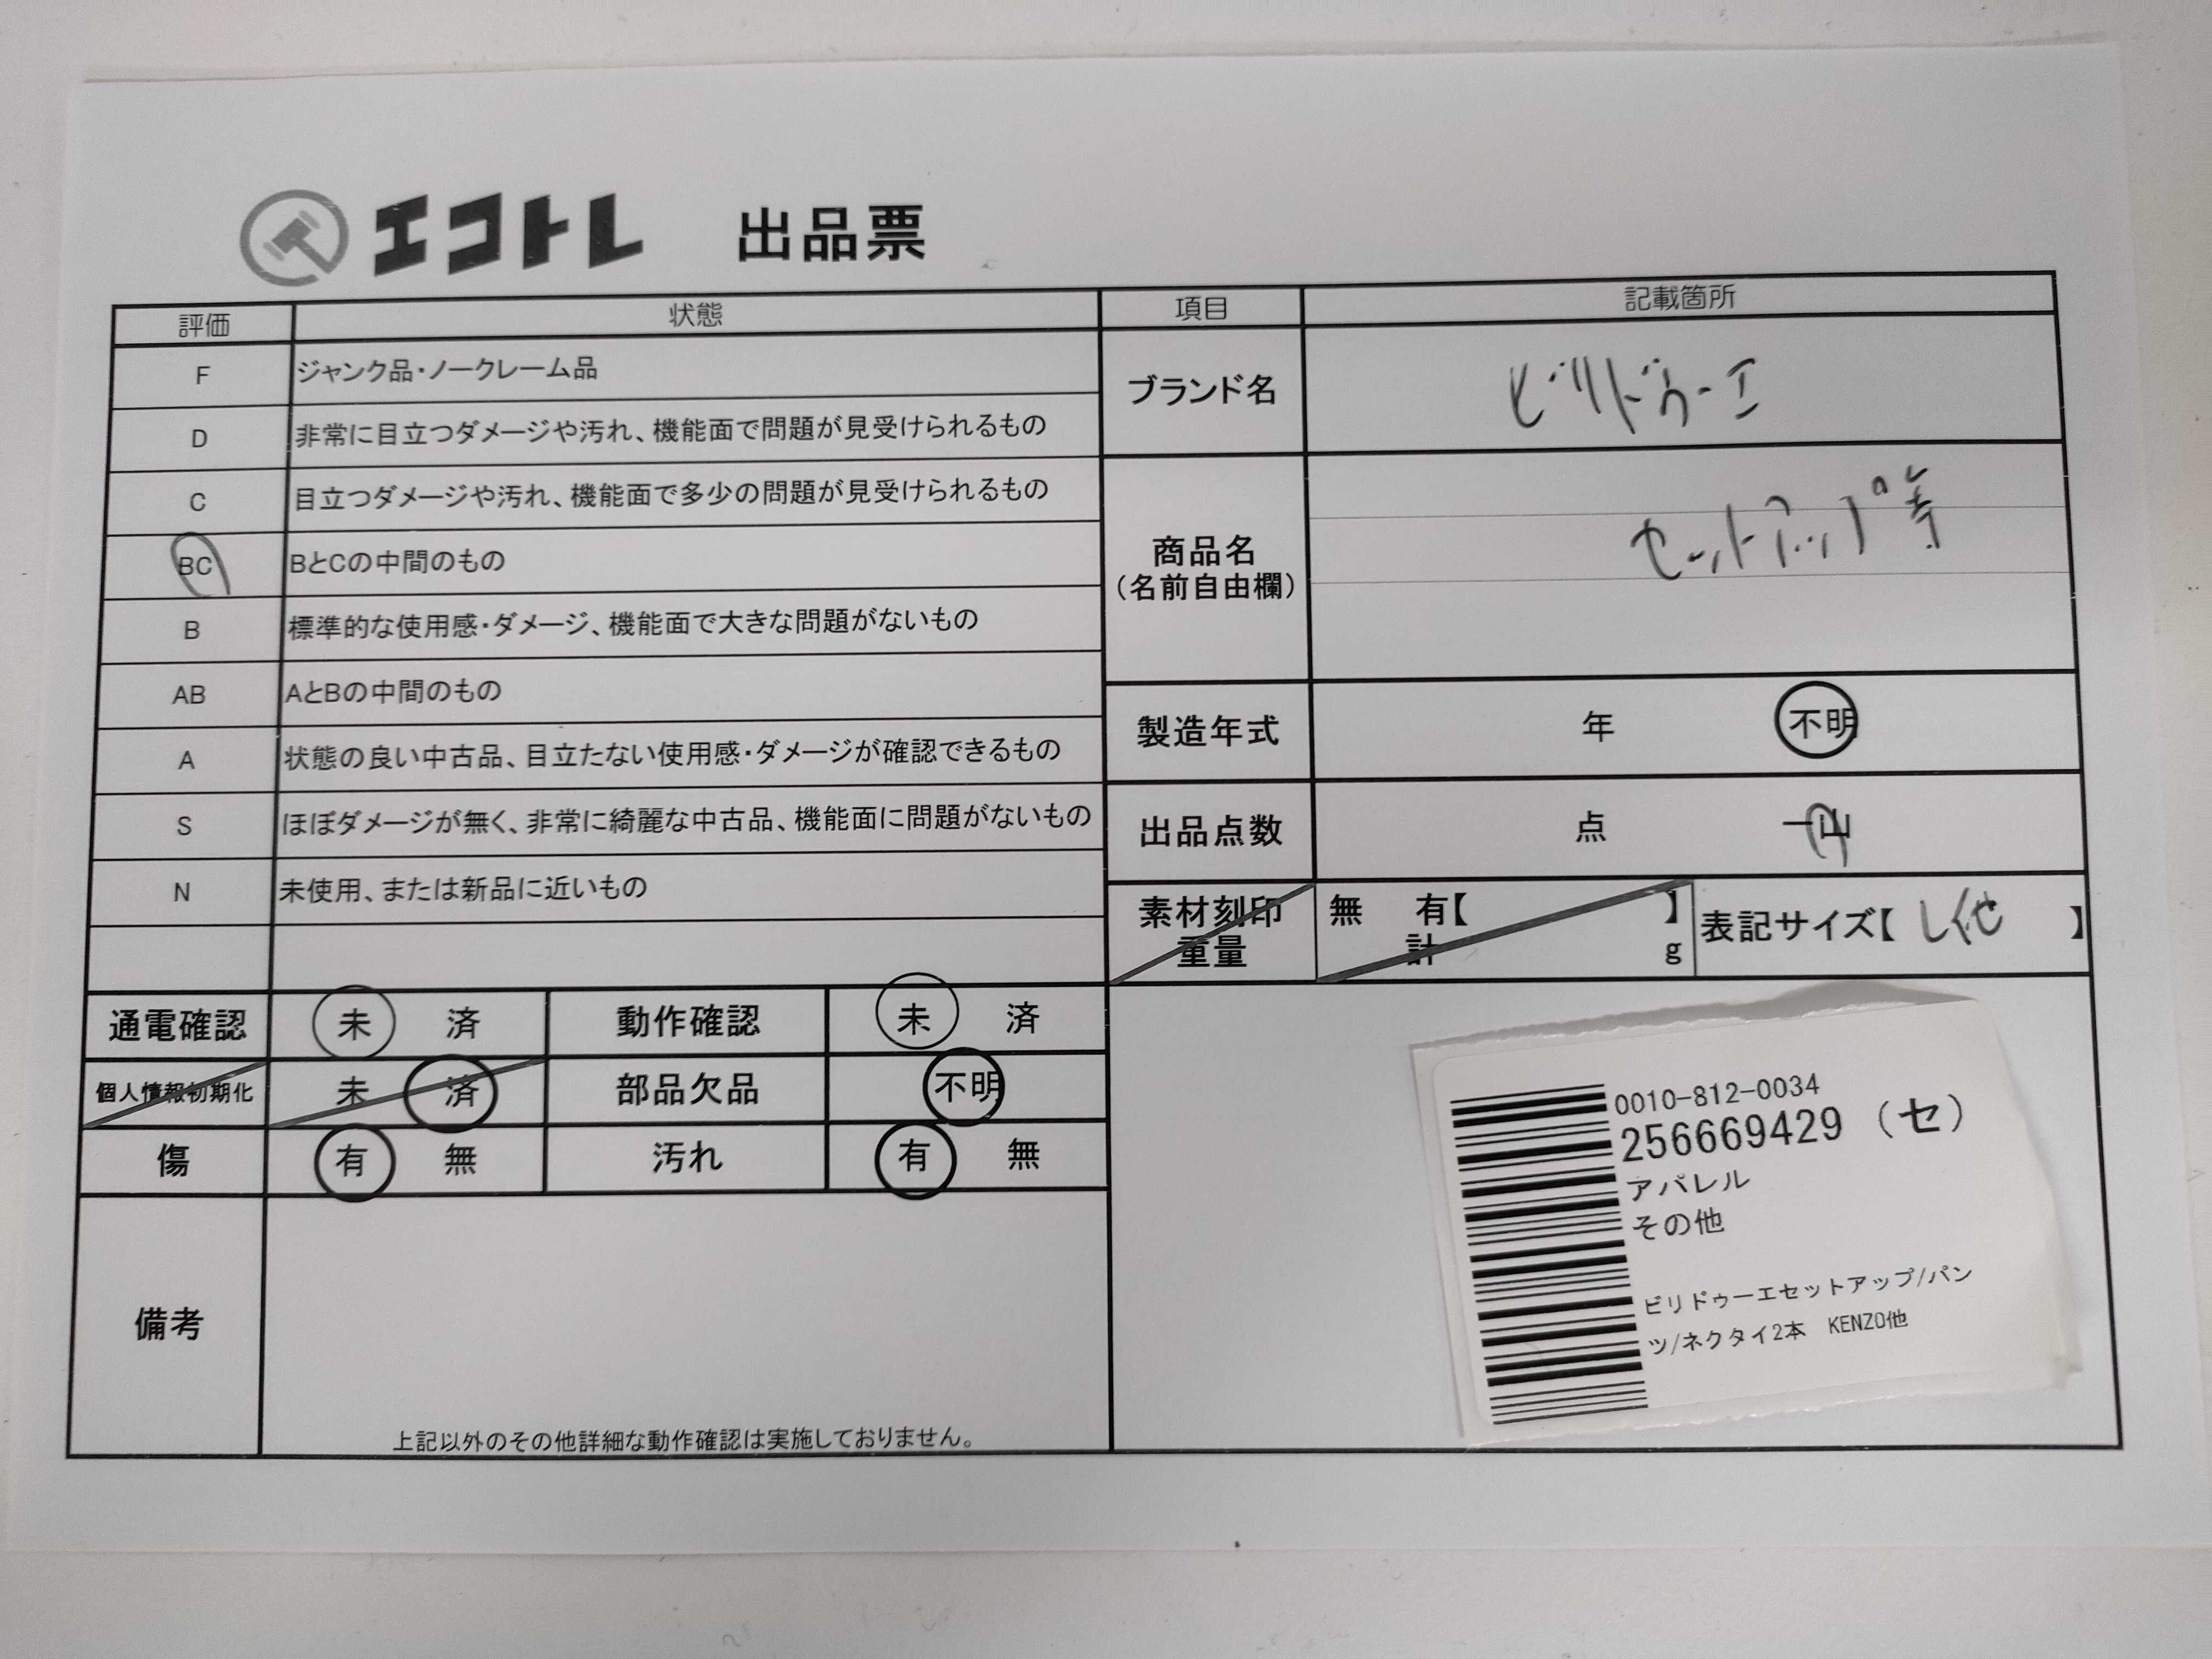 エコトレ 出品票
評価 状態 項目 記載箇所
F ジャンク品・ノークレーム品
D 非常に目立つダメージや汚れ、機能面で問題が見受けられるもの
C 目立つダメージや汚れ、機能面で多少の問題が見受けられるもの
BC BとCの中間のもの
B 標準的な使用感・ダメージ、機能面で大きな問題がないもの
AB AとBの中間のもの
A 状態の良い中古品、目立たない使用感・ダメージが確認できるもの
S ほぼダメージが無く、非常に綺麗な中古品、機能面に問題がないもの
N 未使用、または新品に近いもの
ブランド名 ビリドゥーエ
商品名 セットアップ等
(名前自由欄)
製造年式 年 不明
出品点数 点 一山
素材刻印 無 有【 】
重量 計 g
表記サイズ【 L他 】
通電確認 未 済 動作確認 未 済
個人情報初期化 未 済 部品欠品 不明
傷 有 無 汚れ 有 無
備考
上記以外のその他詳細な動作確認は実施しておりません。
0010-812-0034
256669429 (セ)
アパレル
その他
ビリドゥーエセットアップ/パン
ツ/ネクタイ2本 KENZO他